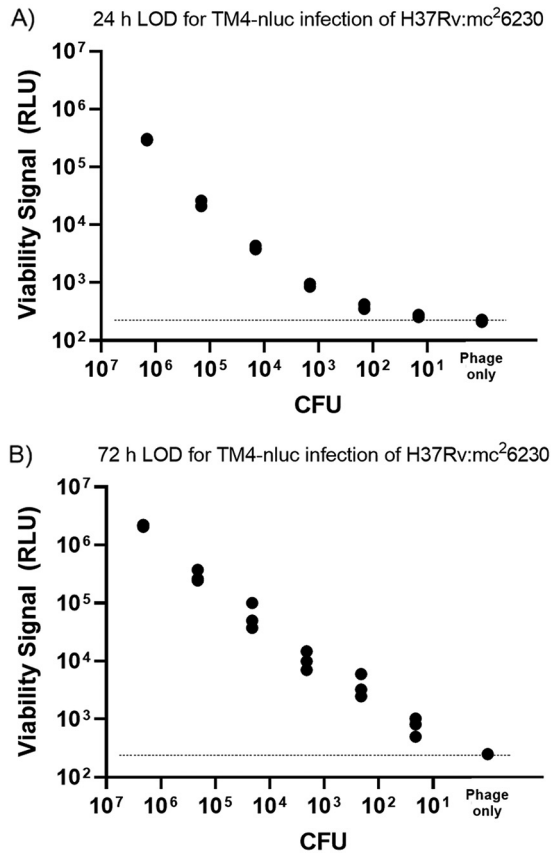 A) 24 h LOD for TM4-nluc infection of H37Rv:mc²6230
Viability Signal (RLU)
10⁷
10⁶
10⁵
10⁴
10³
10²
10⁷ 10⁶ 10⁵ 10⁴ 10³ 10² 10¹ Phage
only
CFU
B) 72 h LOD for TM4-nluc infection of H37Rv:mc²6230
Viability Signal (RLU)
10⁷
10⁶
10⁵
10⁴
10³
10²
10⁷ 10⁶ 10⁵ 10⁴ 10³ 10² 10¹ Phage
only
CFU